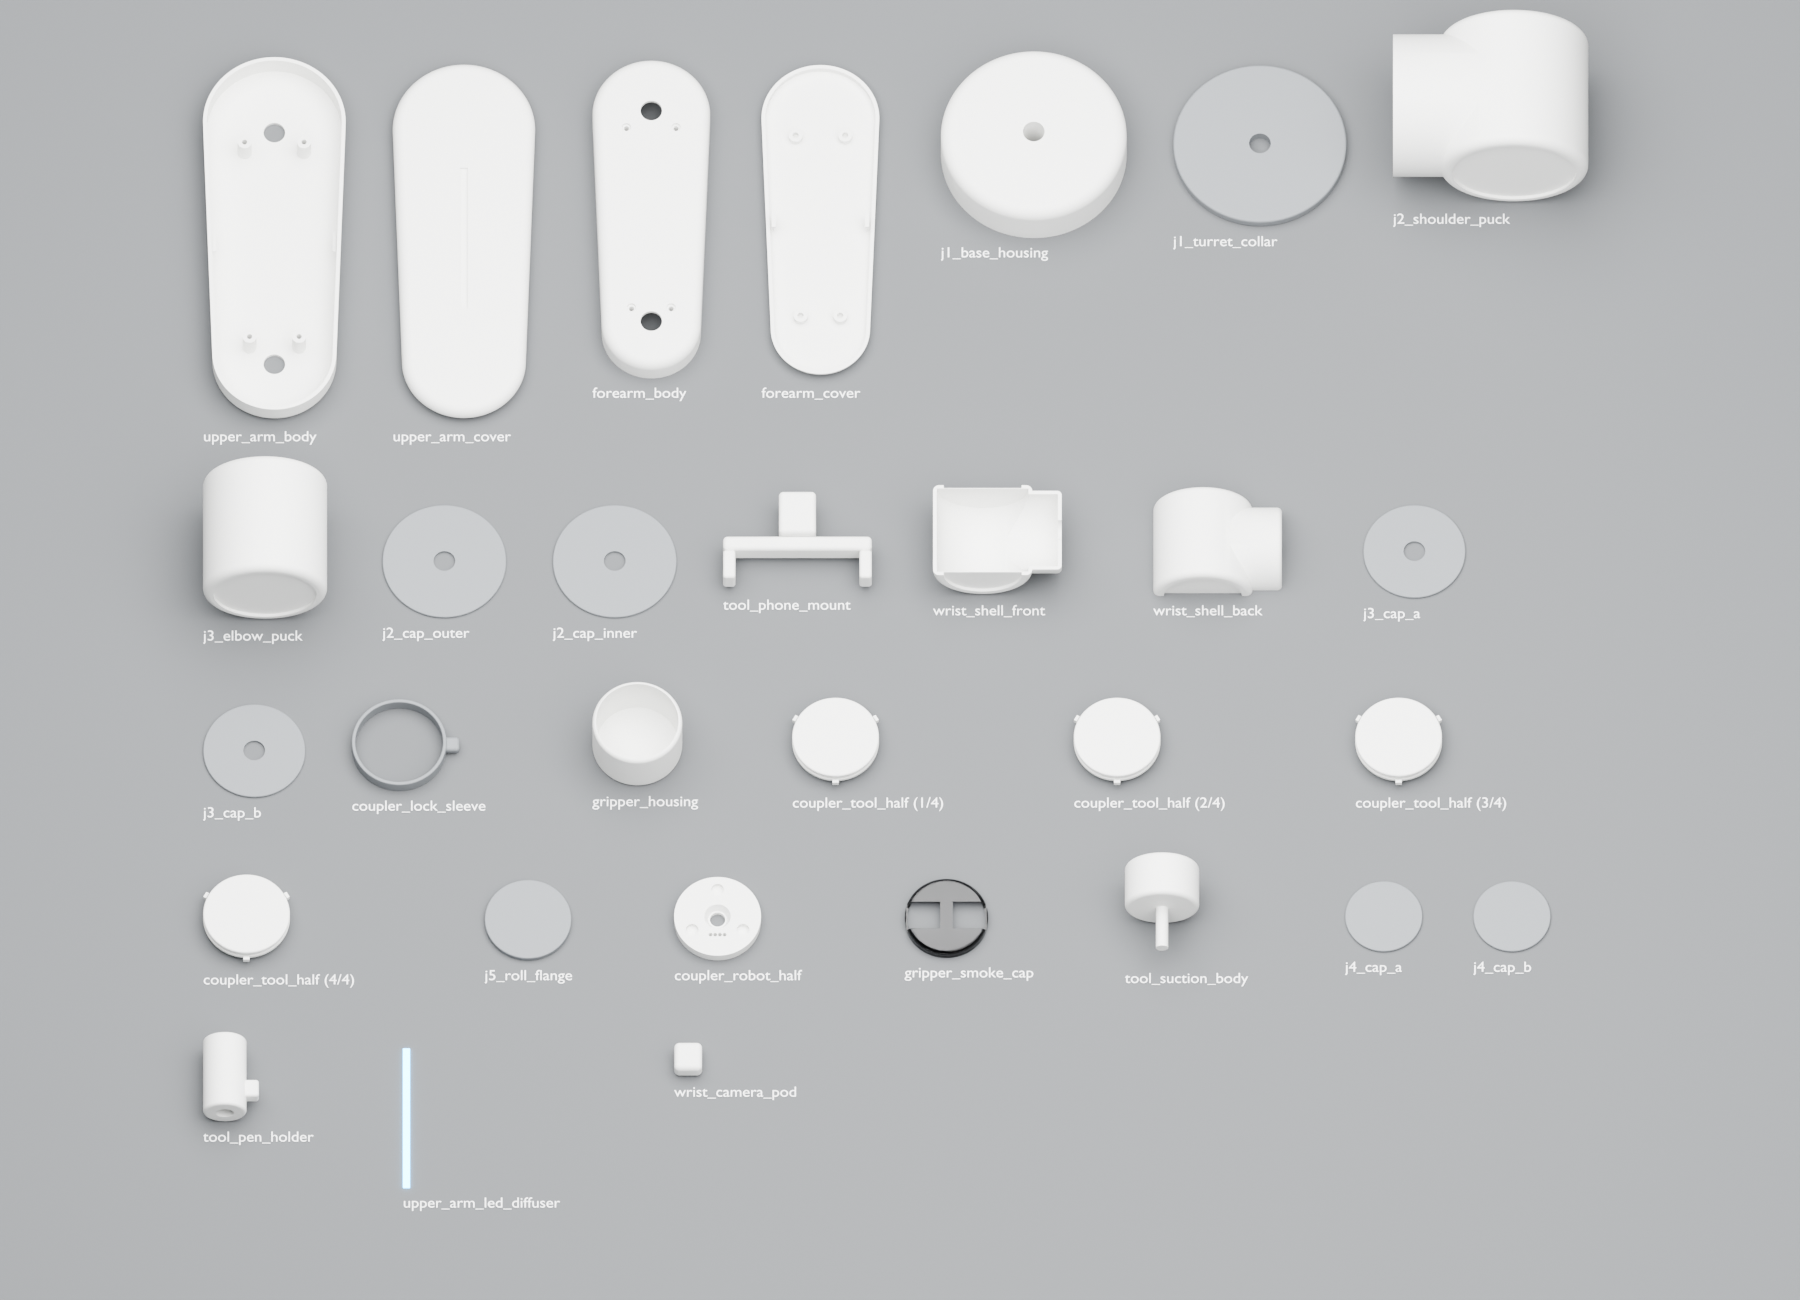 j2_shoulder_puck
j1_turret_collar
j1_base_housing
forearm_body
forearm_cover
upper_arm_body
upper_arm_cover
tool_phone_mount
wrist_shell_front
wrist_shell_back
j3_cap_a
j3_elbow_puck
j2_cap_outer
j2_cap_inner
j3_cap_b
coupler_lock_sleeve
gripper_housing
coupler_tool_half (1/4)
coupler_tool_half (2/4)
coupler_tool_half (3/4)
coupler_tool_half (4/4)
j5_roll_flange
coupler_robot_half
gripper_smoke_cap
tool_suction_body
j4_cap_a
j4_cap_b
tool_pen_holder
upper_arm_led_diffuser
wrist_camera_pod